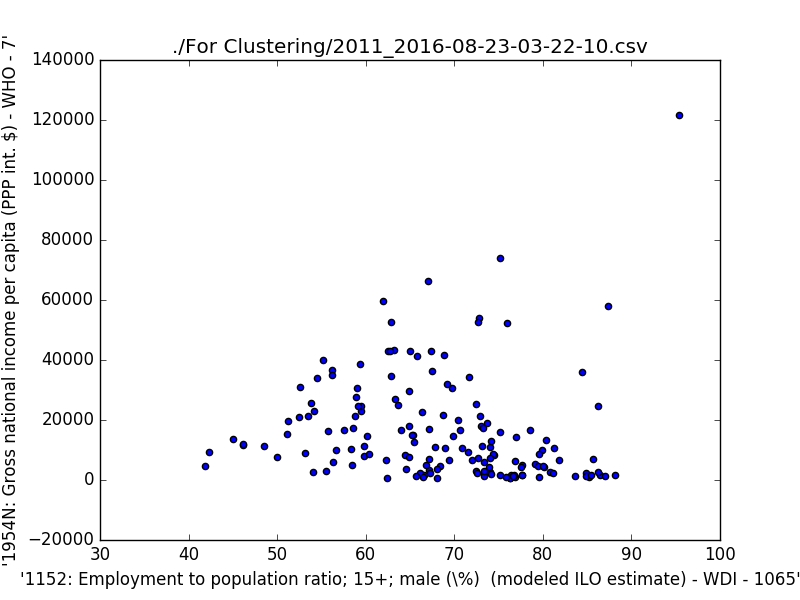 ./For Clustering/2011_2016-08-23-03-22-10.csv
'1954N: Gross national income per capita (PPP int. $) - WHO - 7'
140000
120000
100000
80000
60000
40000
20000
0
−20000
30 40 50 60 70 80 90 100
'1152: Employment to population ratio; 15+; male (\%)  (modeled ILO estimate) - WDI - 1065'